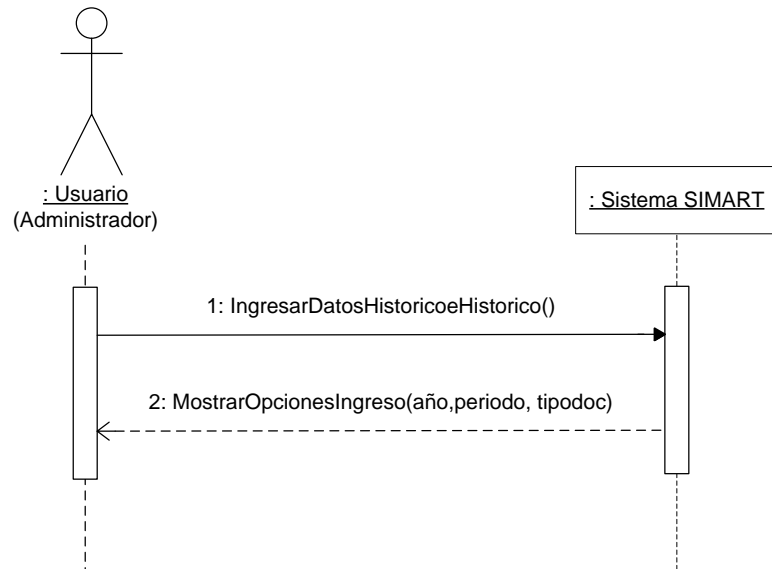 : Usuario
(Administrador)
: Sistema SIMART
1: IngresarDatosHistoricoeHistorico()
2: MostrarOpcionesIngreso(año,periodo, tipodoc)